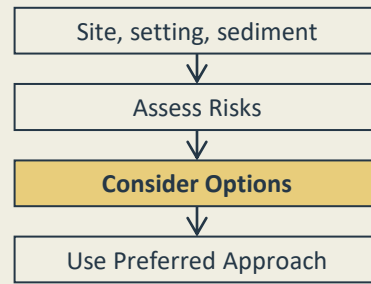 Site, setting, sediment
Assess Risks
Consider Options
Use Preferred Approach